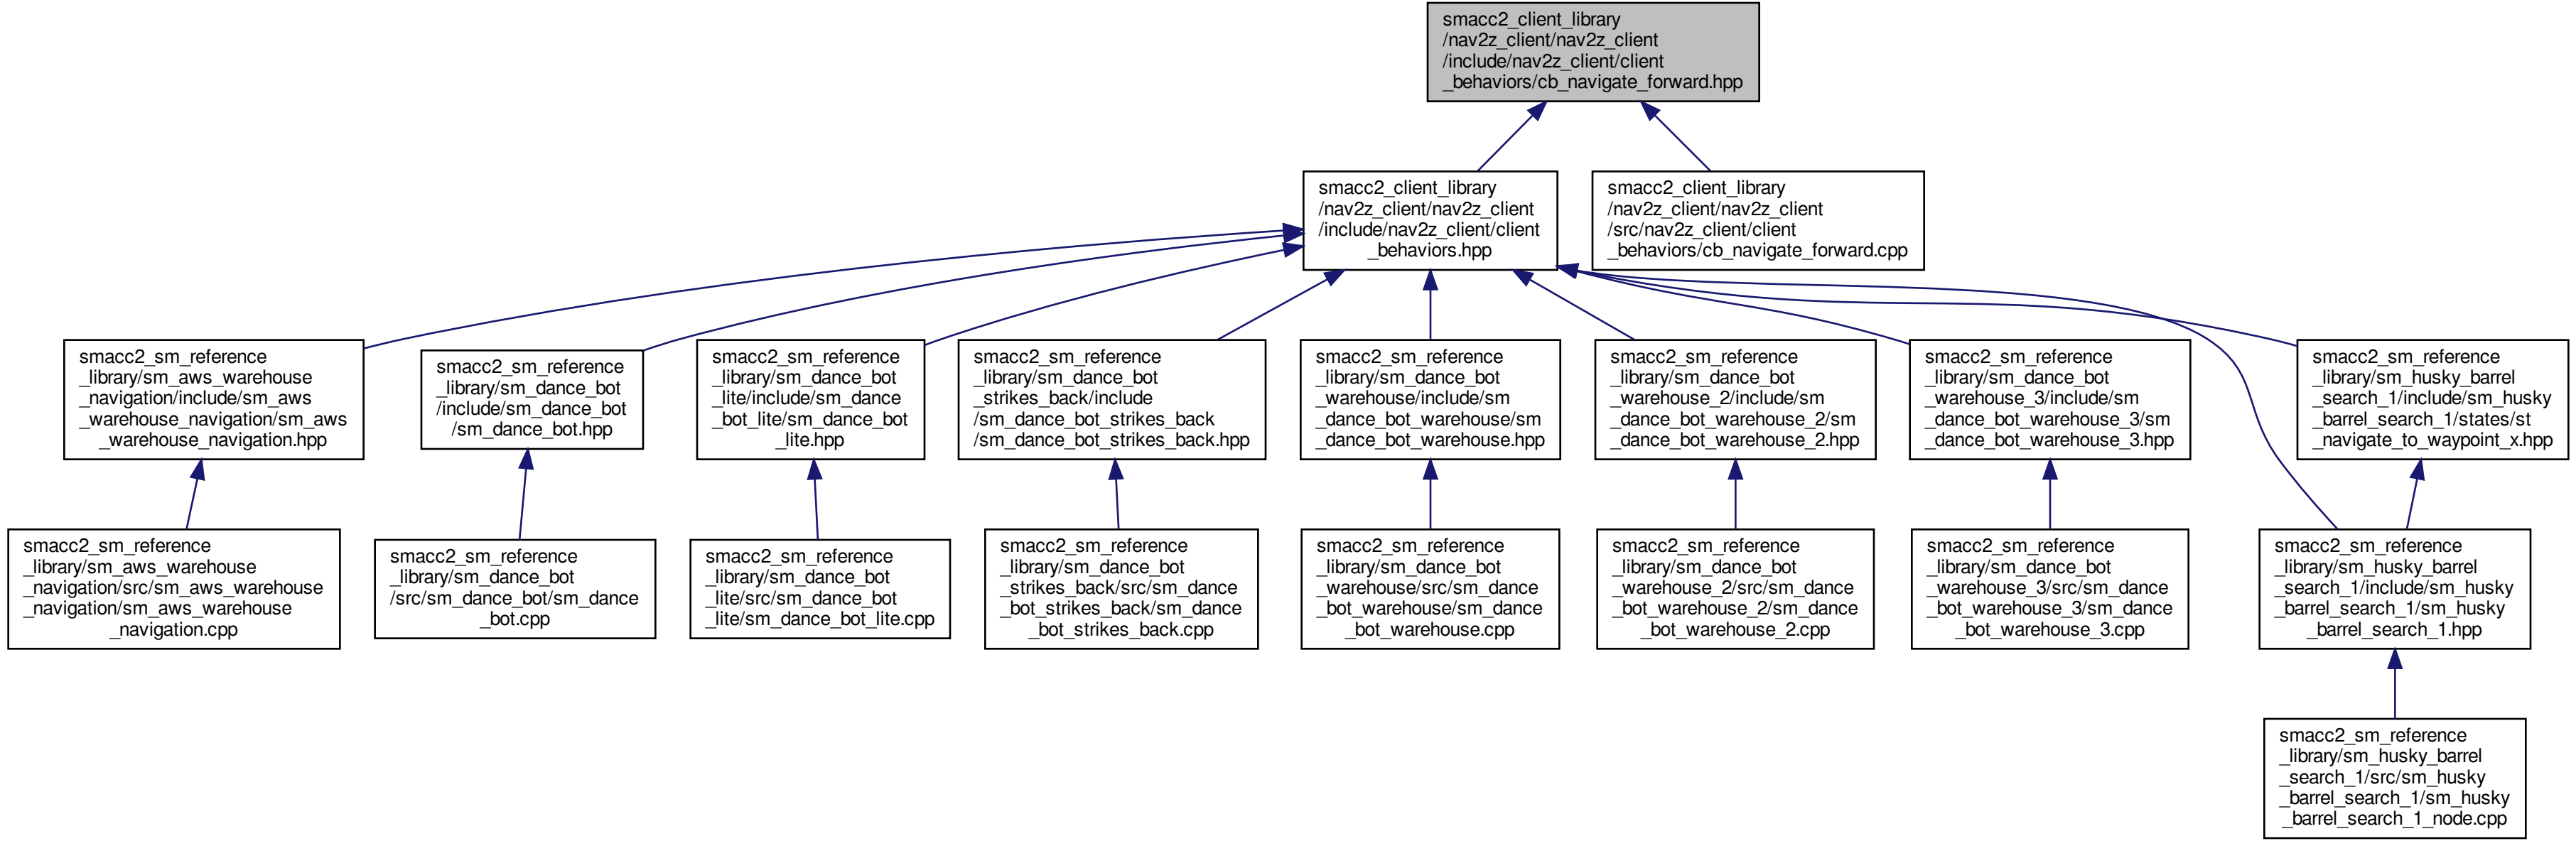 smacc2_client_library
/nav2z_client/nav2z_client
/include/nav2z_client/client
_behaviors/cb_navigate_forward.hpp
smacc2_client_library
/nav2z_client/nav2z_client
/include/nav2z_client/client
_behaviors.hpp
smacc2_client_library
/nav2z_client/nav2z_client
/src/nav2z_client/client
_behaviors/cb_navigate_forward.cpp
smacc2_sm_reference
_library/sm_aws_warehouse
_navigation/include/sm_aws
_warehouse_navigation/sm_aws
_warehouse_navigation.hpp
smacc2_sm_reference
_library/sm_dance_bot
/include/sm_dance_bot
/sm_dance_bot.hpp
smacc2_sm_reference
_library/sm_dance_bot
_lite/include/sm_dance
_bot_lite/sm_dance_bot
_lite.hpp
smacc2_sm_reference
_library/sm_dance_bot
_strikes_back/include
/sm_dance_bot_strikes_back
/sm_dance_bot_strikes_back.hpp
smacc2_sm_reference
_library/sm_dance_bot
_warehouse/include/sm
_dance_bot_warehouse/sm
_dance_bot_warehouse.hpp
smacc2_sm_reference
_library/sm_dance_bot
_warehouse_2/include/sm
_dance_bot_warehouse_2/sm
_dance_bot_warehouse_2.hpp
smacc2_sm_reference
_library/sm_dance_bot
_warehouse_3/include/sm
_dance_bot_warehouse_3/sm
_dance_bot_warehouse_3.hpp
smacc2_sm_reference
_library/sm_husky_barrel
_search_1/include/sm_husky
_barrel_search_1/states/st
_navigate_to_waypoint_x.hpp
smacc2_sm_reference
_library/sm_aws_warehouse
_navigation/src/sm_aws_warehouse
_navigation/sm_aws_warehouse
_navigation.cpp
smacc2_sm_reference
_library/sm_dance_bot
/src/sm_dance_bot/sm_dance
_bot.cpp
smacc2_sm_reference
_library/sm_dance_bot
_lite/src/sm_dance_bot
_lite/sm_dance_bot_lite.cpp
smacc2_sm_reference
_library/sm_dance_bot
_strikes_back/src/sm_dance
_bot_strikes_back/sm_dance
_bot_strikes_back.cpp
smacc2_sm_reference
_library/sm_dance_bot
_warehouse/src/sm_dance
_bot_warehouse/sm_dance
_bot_warehouse.cpp
smacc2_sm_reference
_library/sm_dance_bot
_warehouse_2/src/sm_dance
_bot_warehouse_2/sm_dance
_bot_warehouse_2.cpp
smacc2_sm_reference
_library/sm_dance_bot
_warehouse_3/src/sm_dance
_bot_warehouse_3/sm_dance
_bot_warehouse_3.cpp
smacc2_sm_reference
_library/sm_husky_barrel
_search_1/include/sm_husky
_barrel_search_1/sm_husky
_barrel_search_1.hpp
smacc2_sm_reference
_library/sm_husky_barrel
_search_1/src/sm_husky
_barrel_search_1/sm_husky
_barrel_search_1_node.cpp